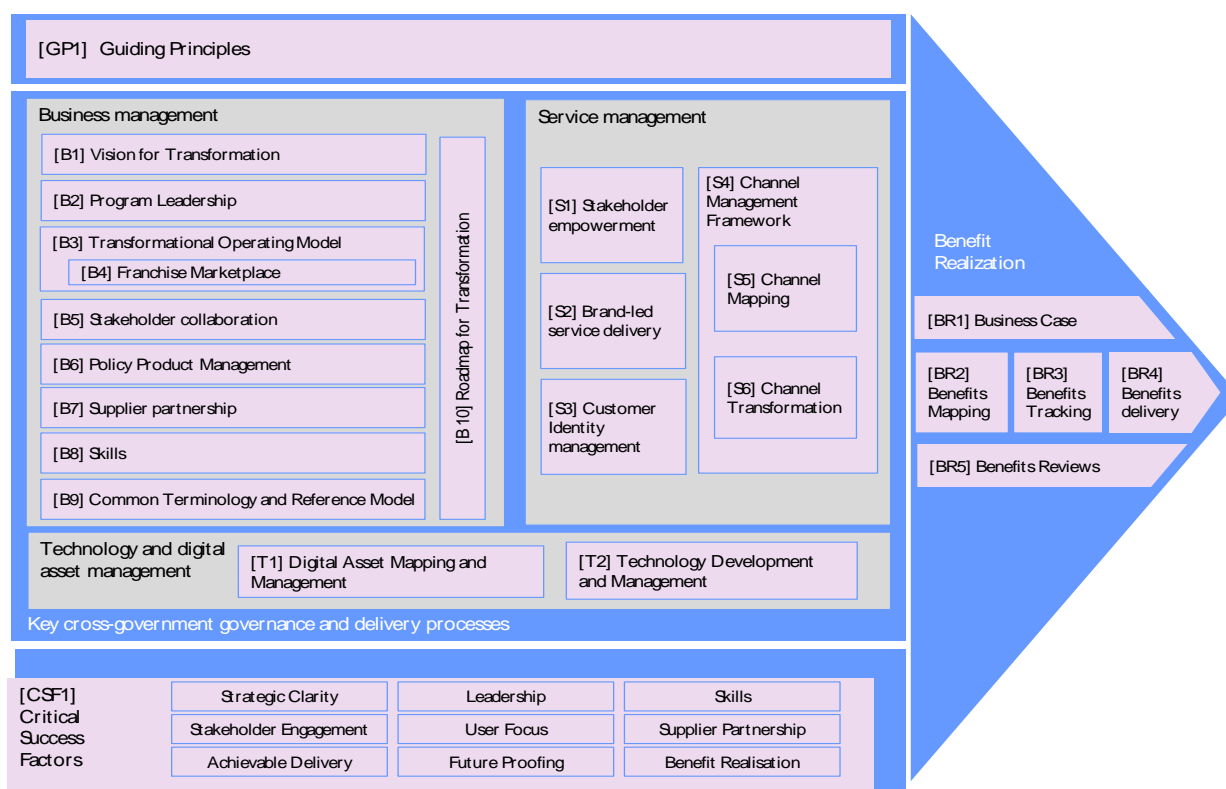 [GP1] Guiding Principles
Business management
[B1] Vision for Transformation
[B2] Program Leadership
[B3] Transformational Operating Model
[B4] Franchise Marketplace
[B5] Stakeholder collaboration
[B6] Policy Product Management
[B7] Supplier partnership
[B8] Skills
[B9] Common Terminology and Reference Model
[B10] Roadmap for Transformation
Service management
[S1] Stakeholder
empowerment
[S2] Brand-led
service delivery
[S3] Customer
Identity
management
[S4] Channel
Management
Framework
[S5] Channel
Mapping
[S6] Channel
Transformation
Technology and digital
asset management
[T1] Digital Asset Mapping and
Management
[T2] Technology Development
and Management
Key cross-government governance and delivery processes
Benefit
Realization
[BR1] Business Case
[BR2]
Benefits
Mapping
[BR3]
Benefits
Tracking
[BR4]
Benefits
delivery
[BR5] Benefits Reviews
[CSF1]
Critical
Success
Factors
Strategic Clarity
Leadership
Skills
Stakeholder Engagement
User Focus
Supplier Partnership
Achievable Delivery
Future Proofing
Benefit Realisation